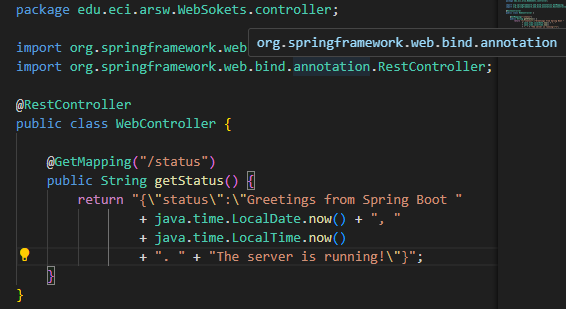 package edu.eci.arsw.WebSokets.controller;
import org.springframework.web
org.springframework.web.bind.annotation
import org.springframework.web.bind.annotation.RestController;
@RestController
public class WebController {
@GetMapping("/status")
public String getStatus() {
return "{\"status\":\"Greetings from Spring Boot "
+ java.time.LocalDate.now() + ", "
+ java.time.LocalTime.now()
+ ". " + "The server is running!\"}";
}
}